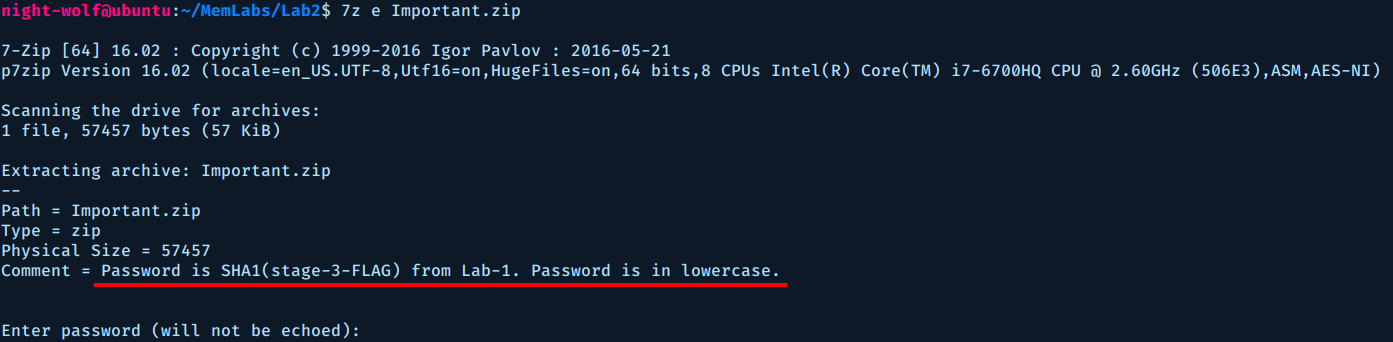 night-wolf@ubuntu:~/MemLabs/Lab2$ 7z e Important.zip
7-Zip [64] 16.02 : Copyright (c) 1999-2016 Igor Pavlov : 2016-05-21
p7zip Version 16.02 (locale=en_US.UTF-8,Utf16=on,HugeFiles=on,64 bits,8 CPUs Intel(R) Core(TM) i7-6700HQ CPU @ 2.60GHz (506E3),ASM,AES-NI)
Scanning the drive for archives:
1 file, 57457 bytes (57 KiB)
Extracting archive: Important.zip
--
Path = Important.zip
Type = zip
Physical Size = 57457
Comment = Password is SHA1(stage-3-FLAG) from Lab-1. Password is in lowercase.
Enter password (will not be echoed):